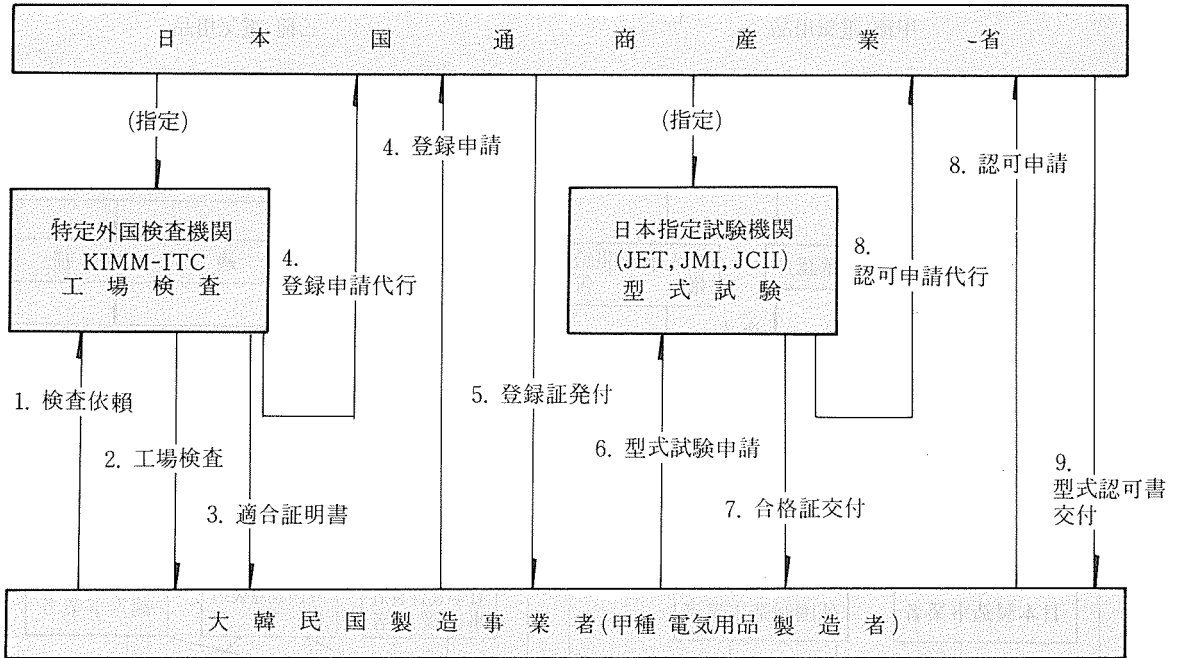 日本国通商産業省
(指定)
(指定)
4. 登録申請
8. 認可申請
特定外国検査機関
KIMM-ITC
工場検査
4.
登録申請代行
日本指定試験機関
(JET, JMI, JCII)
型式試験
8.
認可申請代行
1. 検査依頼
2. 工場検査
3. 適合証明書
5. 登録証発付
6. 型式試験申請
7. 合格証交付
9.
型式認可書
交付
大韓民国製造事業者(甲種 電気用品製造者)